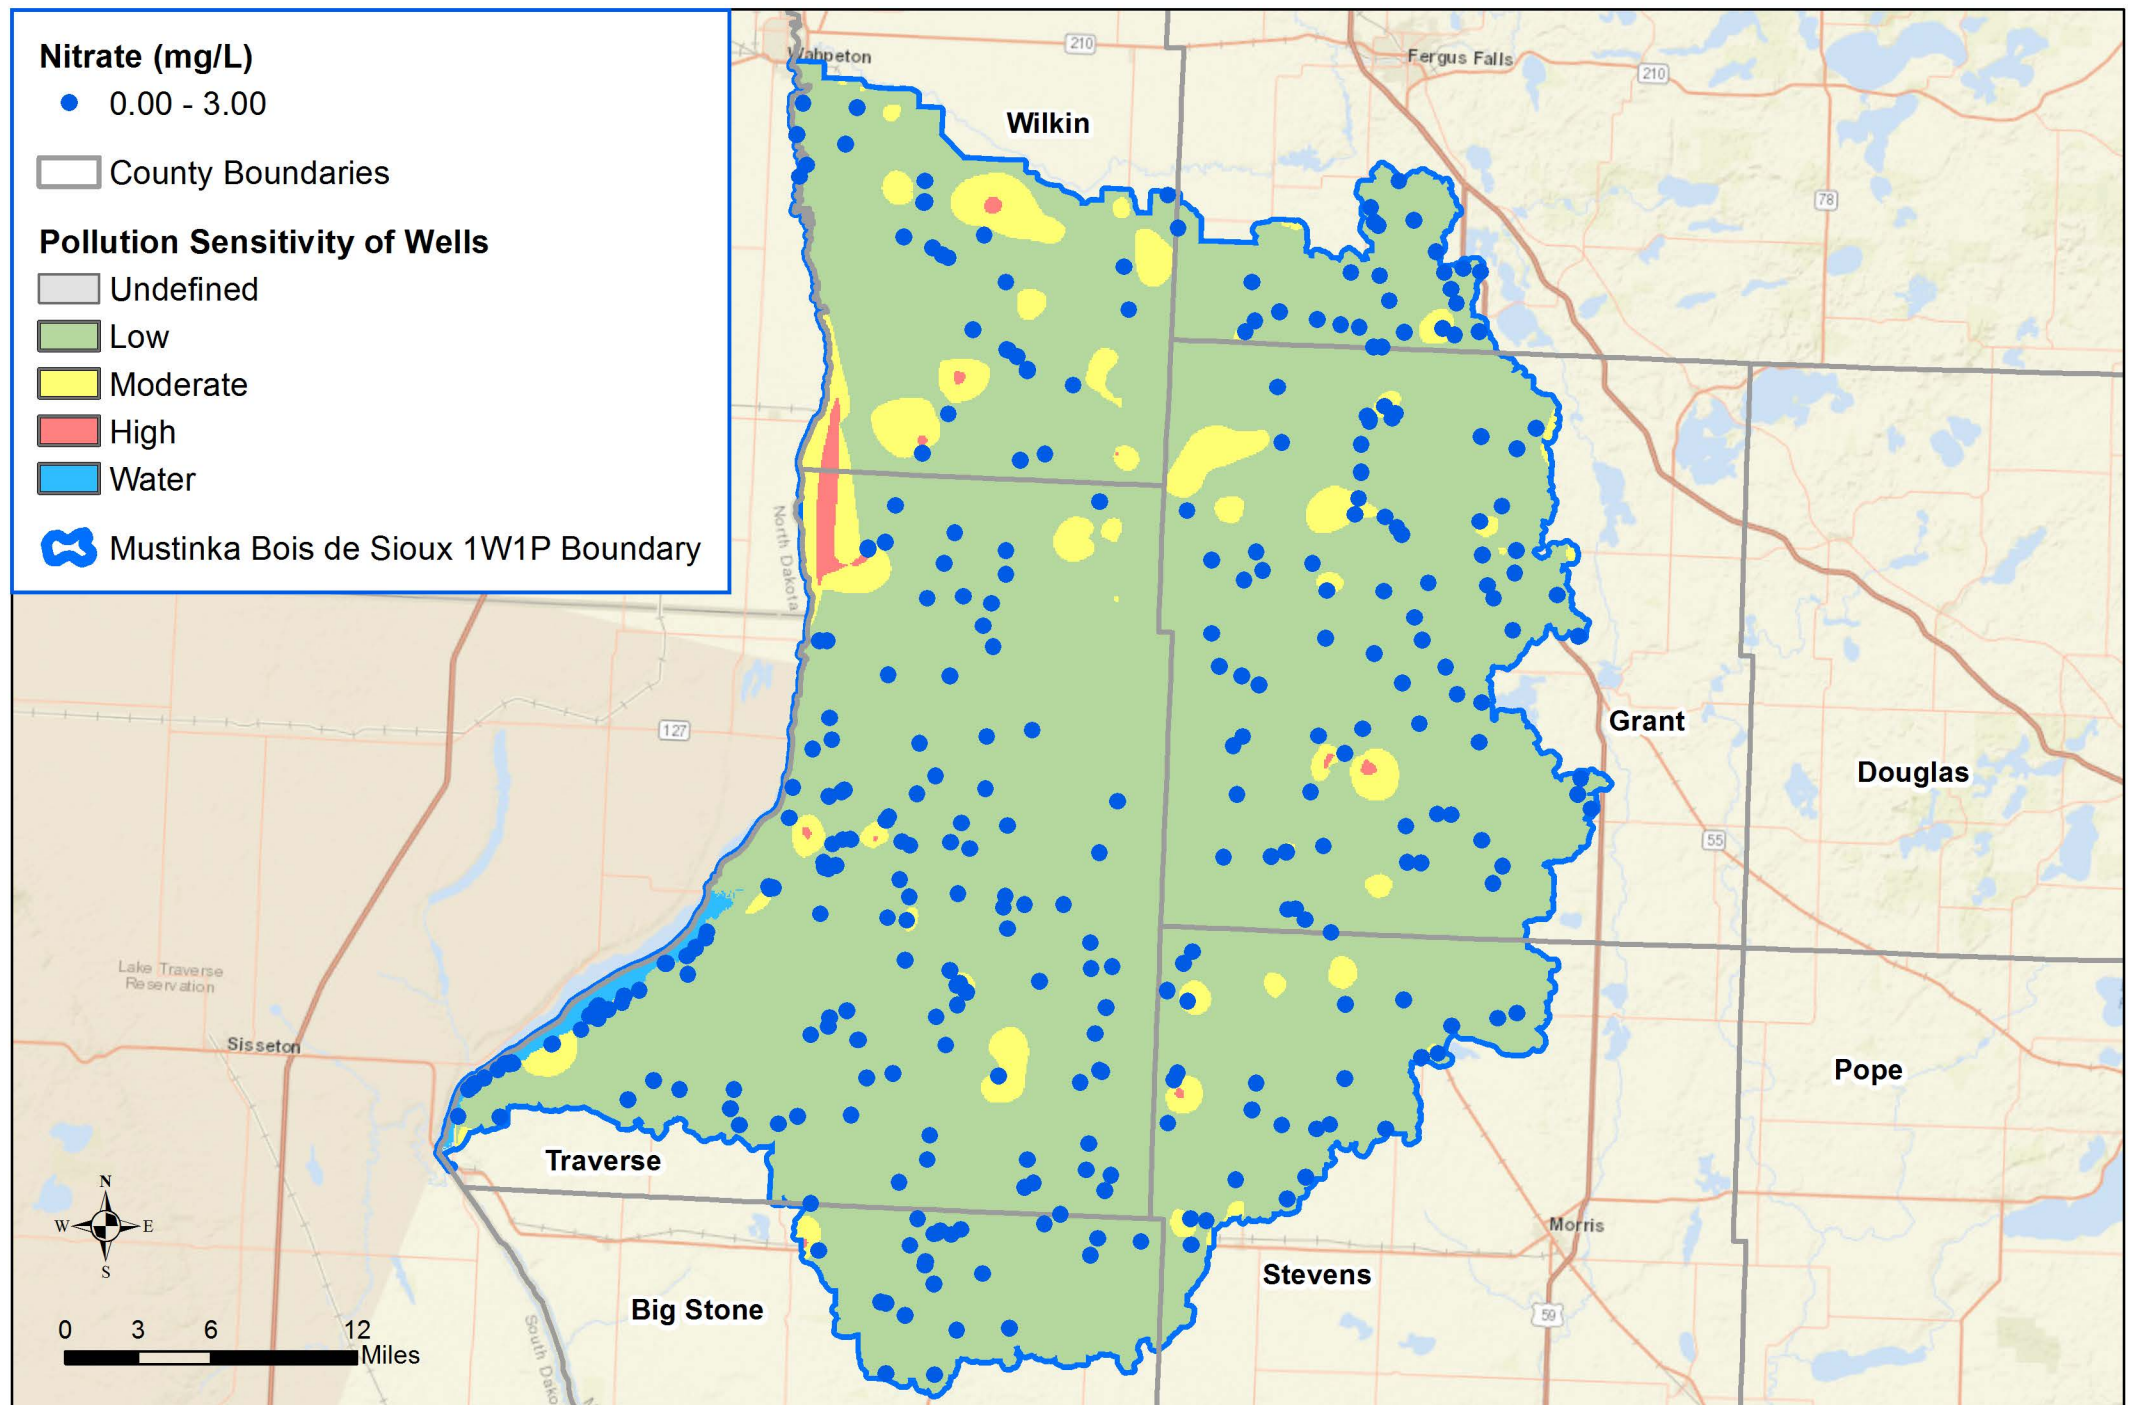 Nitrate (mg/L)
0.00 - 3.00
County Boundaries
Pollution Sensitivity of Wells
Undefined
Low
Moderate
High
Water
Mustinka Bois de Sioux 1W1P Boundary
Wahpeton
210
Fergus Falls
210
Wilkin
78
North Dakota
127
Grant
Douglas
55
Lake Traverse
Reservation
Sisseton
Pope
Traverse
N
W
E
S
Morris
Stevens
Big Stone
59
South Dako
0 3 6 12
Miles